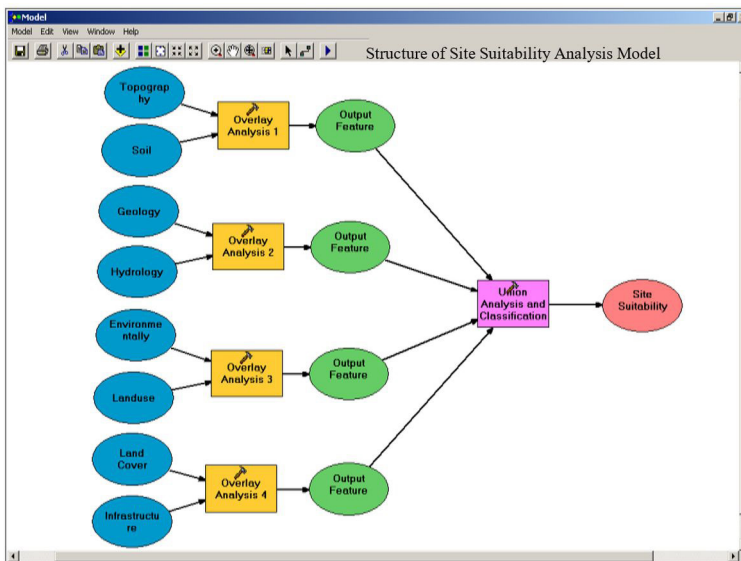 Model
Model Edit View Window Help
Structure of Site Suitability Analysis Model
Topograp
hy
Soil
Overlay
Analysis 1
Output
Feature
Geology
Hydrology
Overlay
Analysis 2
Output
Feature
Union
Analysis and
Classification
Site
Suitability
Environme
ntally
Landuse
Overlay
Analysis 3
Output
Feature
Land
Cover
Infrastructu
re
Overlay
Analysis 4
Output
Feature